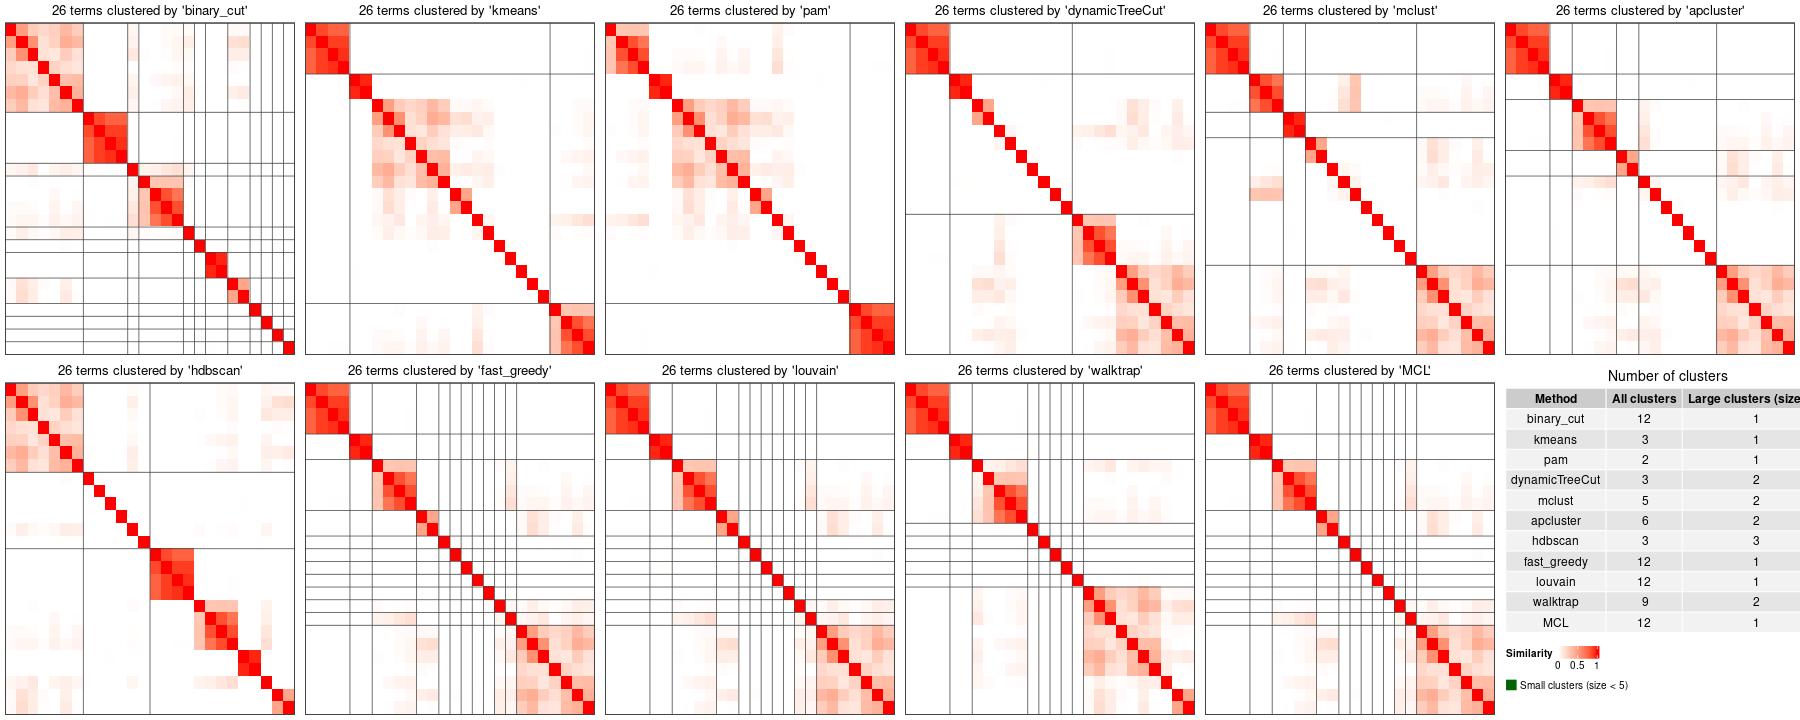 26 terms clustered by 'binary_cut'
26 terms clustered by 'kmeans'
26 terms clustered by 'pam'
26 terms clustered by 'dynamicTreeCut'
26 terms clustered by 'mclust'
26 terms clustered by 'apcluster'
26 terms clustered by 'hdbscan'
26 terms clustered by 'fast_greedy'
26 terms clustered by 'louvain'
26 terms clustered by 'walktrap'
26 terms clustered by 'MCL'
Number of clusters
Method All clusters Large clusters (size
binary_cut 12 1
kmeans 3 1
pam 2 1
dynamicTreeCut 3 2
mclust 5 2
apcluster 6 2
hdbscan 3 3
fast_greedy 12 1
louvain 12 1
walktrap 9 2
MCL 12 1
Similarity
0 0.5 1
Small clusters (size < 5)